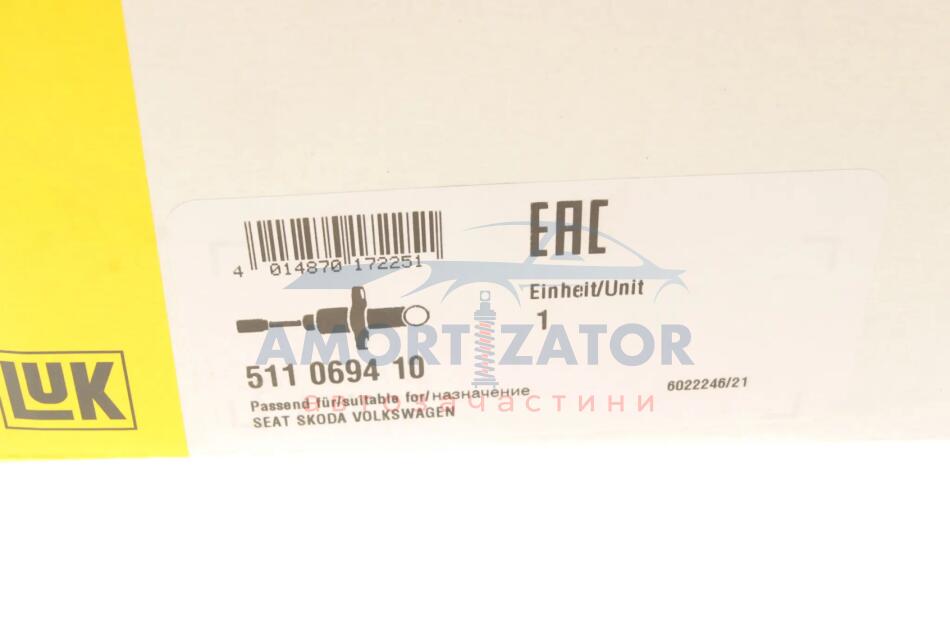 EAC
4 014870 172251
Einheit/Unit
1
AMORTIZATOR
511 0694 10
автозапчастини
Passend für/suitable for/назначение
SEAT SKODA VOLKSWAGEN
6022246/21
LUK